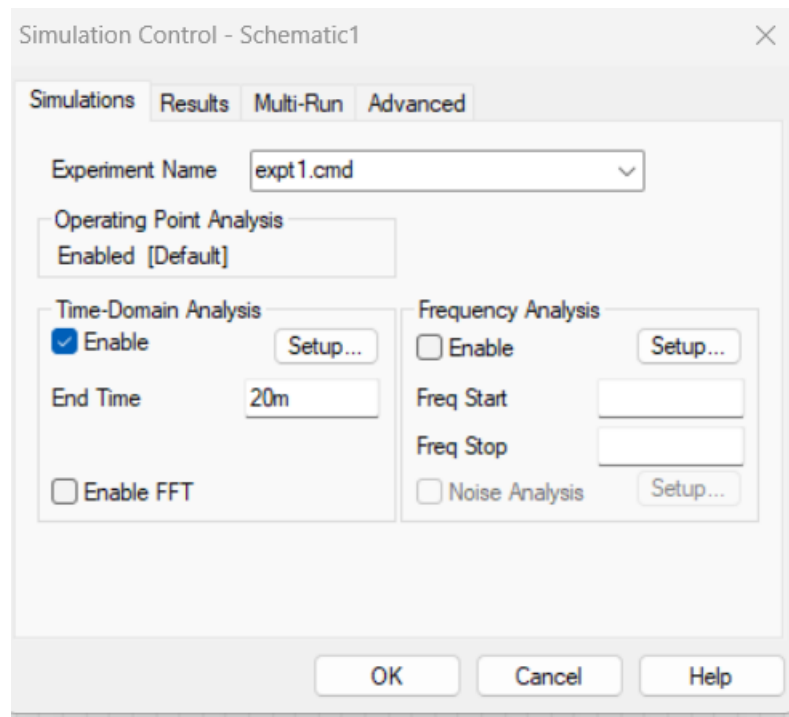 Simulation Control - Schematic1
Simulations Results Multi-Run Advanced
Experiment Name expt1.cmd
Operating Point Analysis
Enabled [Default]
Time-Domain Analysis
Enable Setup...
End Time 20m
Enable FFT
Frequency Analysis
Enable Setup...
Freq Start
Freq Stop
Noise Analysis Setup...
OK Cancel Help